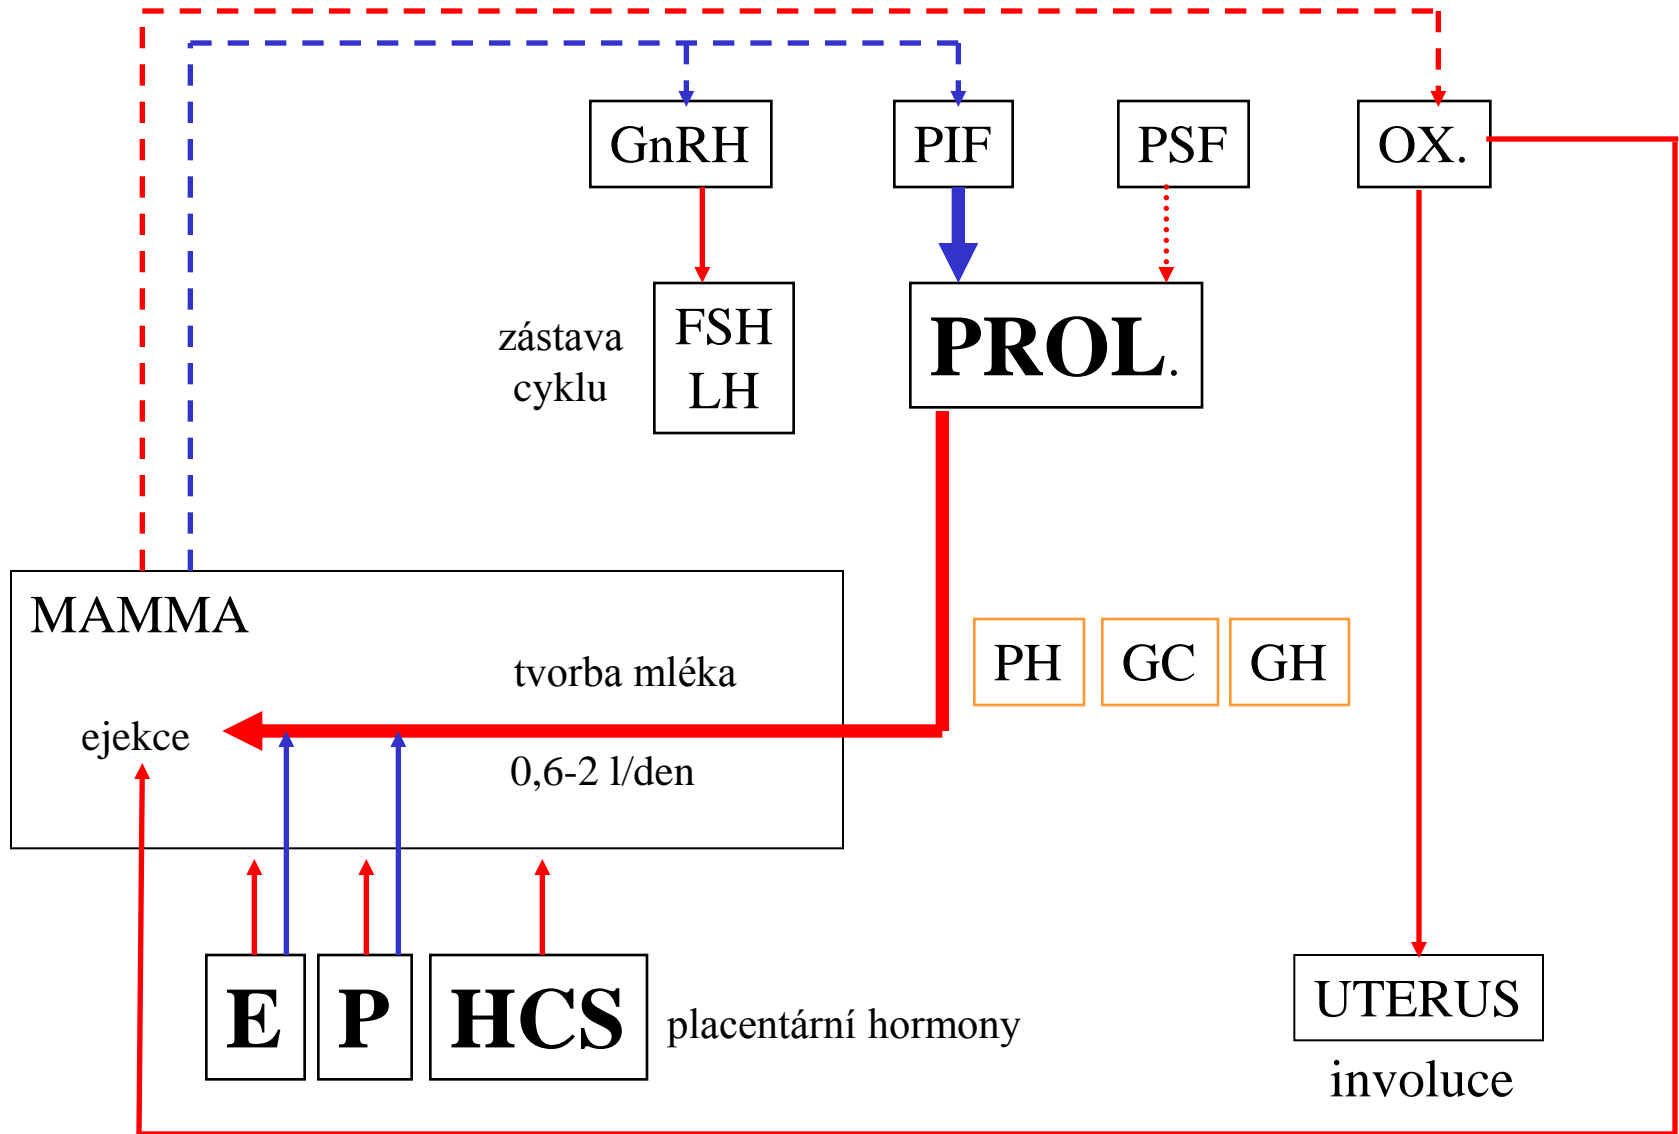 GnRH
PIF
PSF
OX.
zástava
cyklu
FSH
LH
PROL.
MAMMA
tvorba mléka
ejekce
0,6-2 l/den
PH
GC
GH
E
P
HCS
placentární hormony
UTERUS
involuce